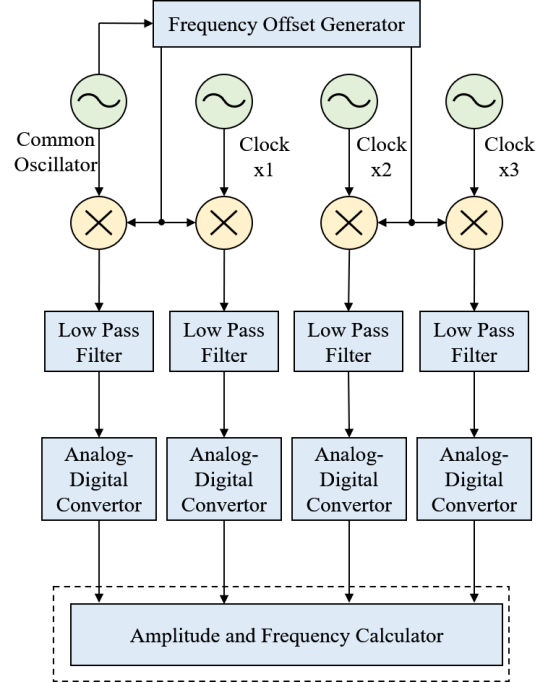 Frequency Offset Generator
Common
Oscillator
Clock
x1
Clock
x2
Clock
x3
Low Pass
Filter
Low Pass
Filter
Low Pass
Filter
Low Pass
Filter
Analog-
Digital
Convertor
Analog-
Digital
Convertor
Analog-
Digital
Convertor
Analog-
Digital
Convertor
Amplitude and Frequency Calculator